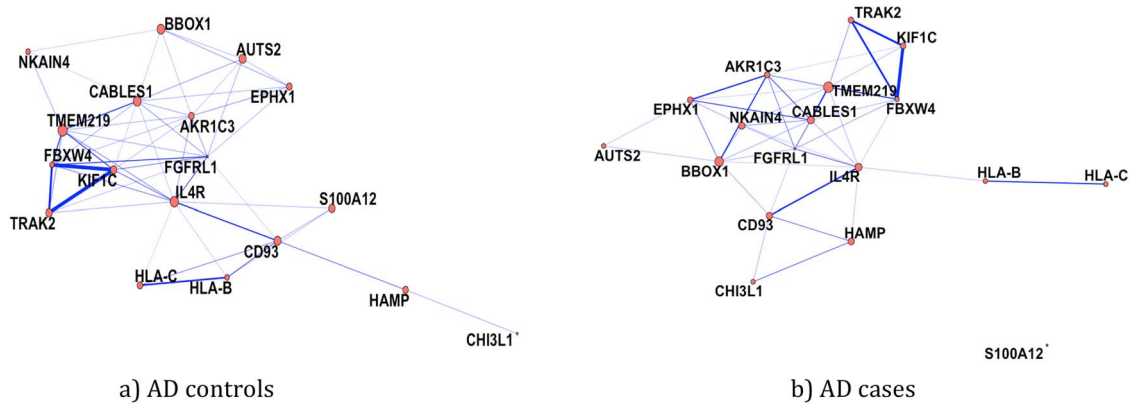 BBOX1
AUTS2
NKAIN4
EPHX1
CABLES1
AKR1C3
TMEM219
FBXW4
FGFRL1
KIF1C
IL4R
TRAK2
S100A12
CD93
HLA-C
HLA-B
HAMP
CHI3L1
a) AD controls
TRAK2
KIF1C
AKR1C3
TMEM219
EPHX1
FBXW4
NKAIN4
CABLES1
AUTS2
FGFRL1
BBOX1
IL4R
HLA-B
HLA-C
CD93
HAMP
CHI3L1
S100A12
b) AD cases